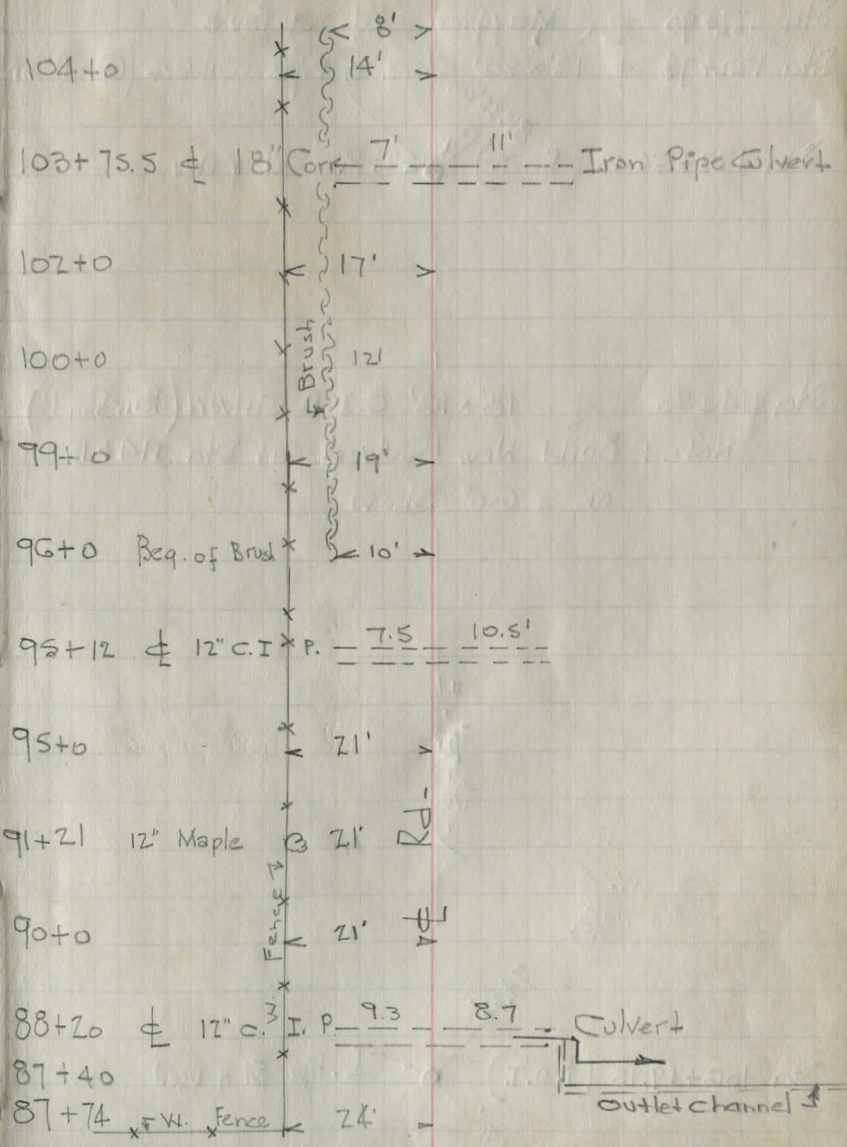 8'
104+0 14'
103+75.5 ℄ 18" Corr. 7' 11' Iron Pipe Culvert
102+0 17'
100+0 12'
Brush
99+0 19'
96+0 Beg. of Brush 10'
95+12 ℄ 12" C.I.P. 7.5 10.5'
95+0 21'
91+21 12" Maple 21'
Rd
Fence
90+0 21'
88+20 ℄ 12" C. I. P. 9.3 8.7 Culvert
87+40
Outlet Channel
87+74 W. Fence 24'